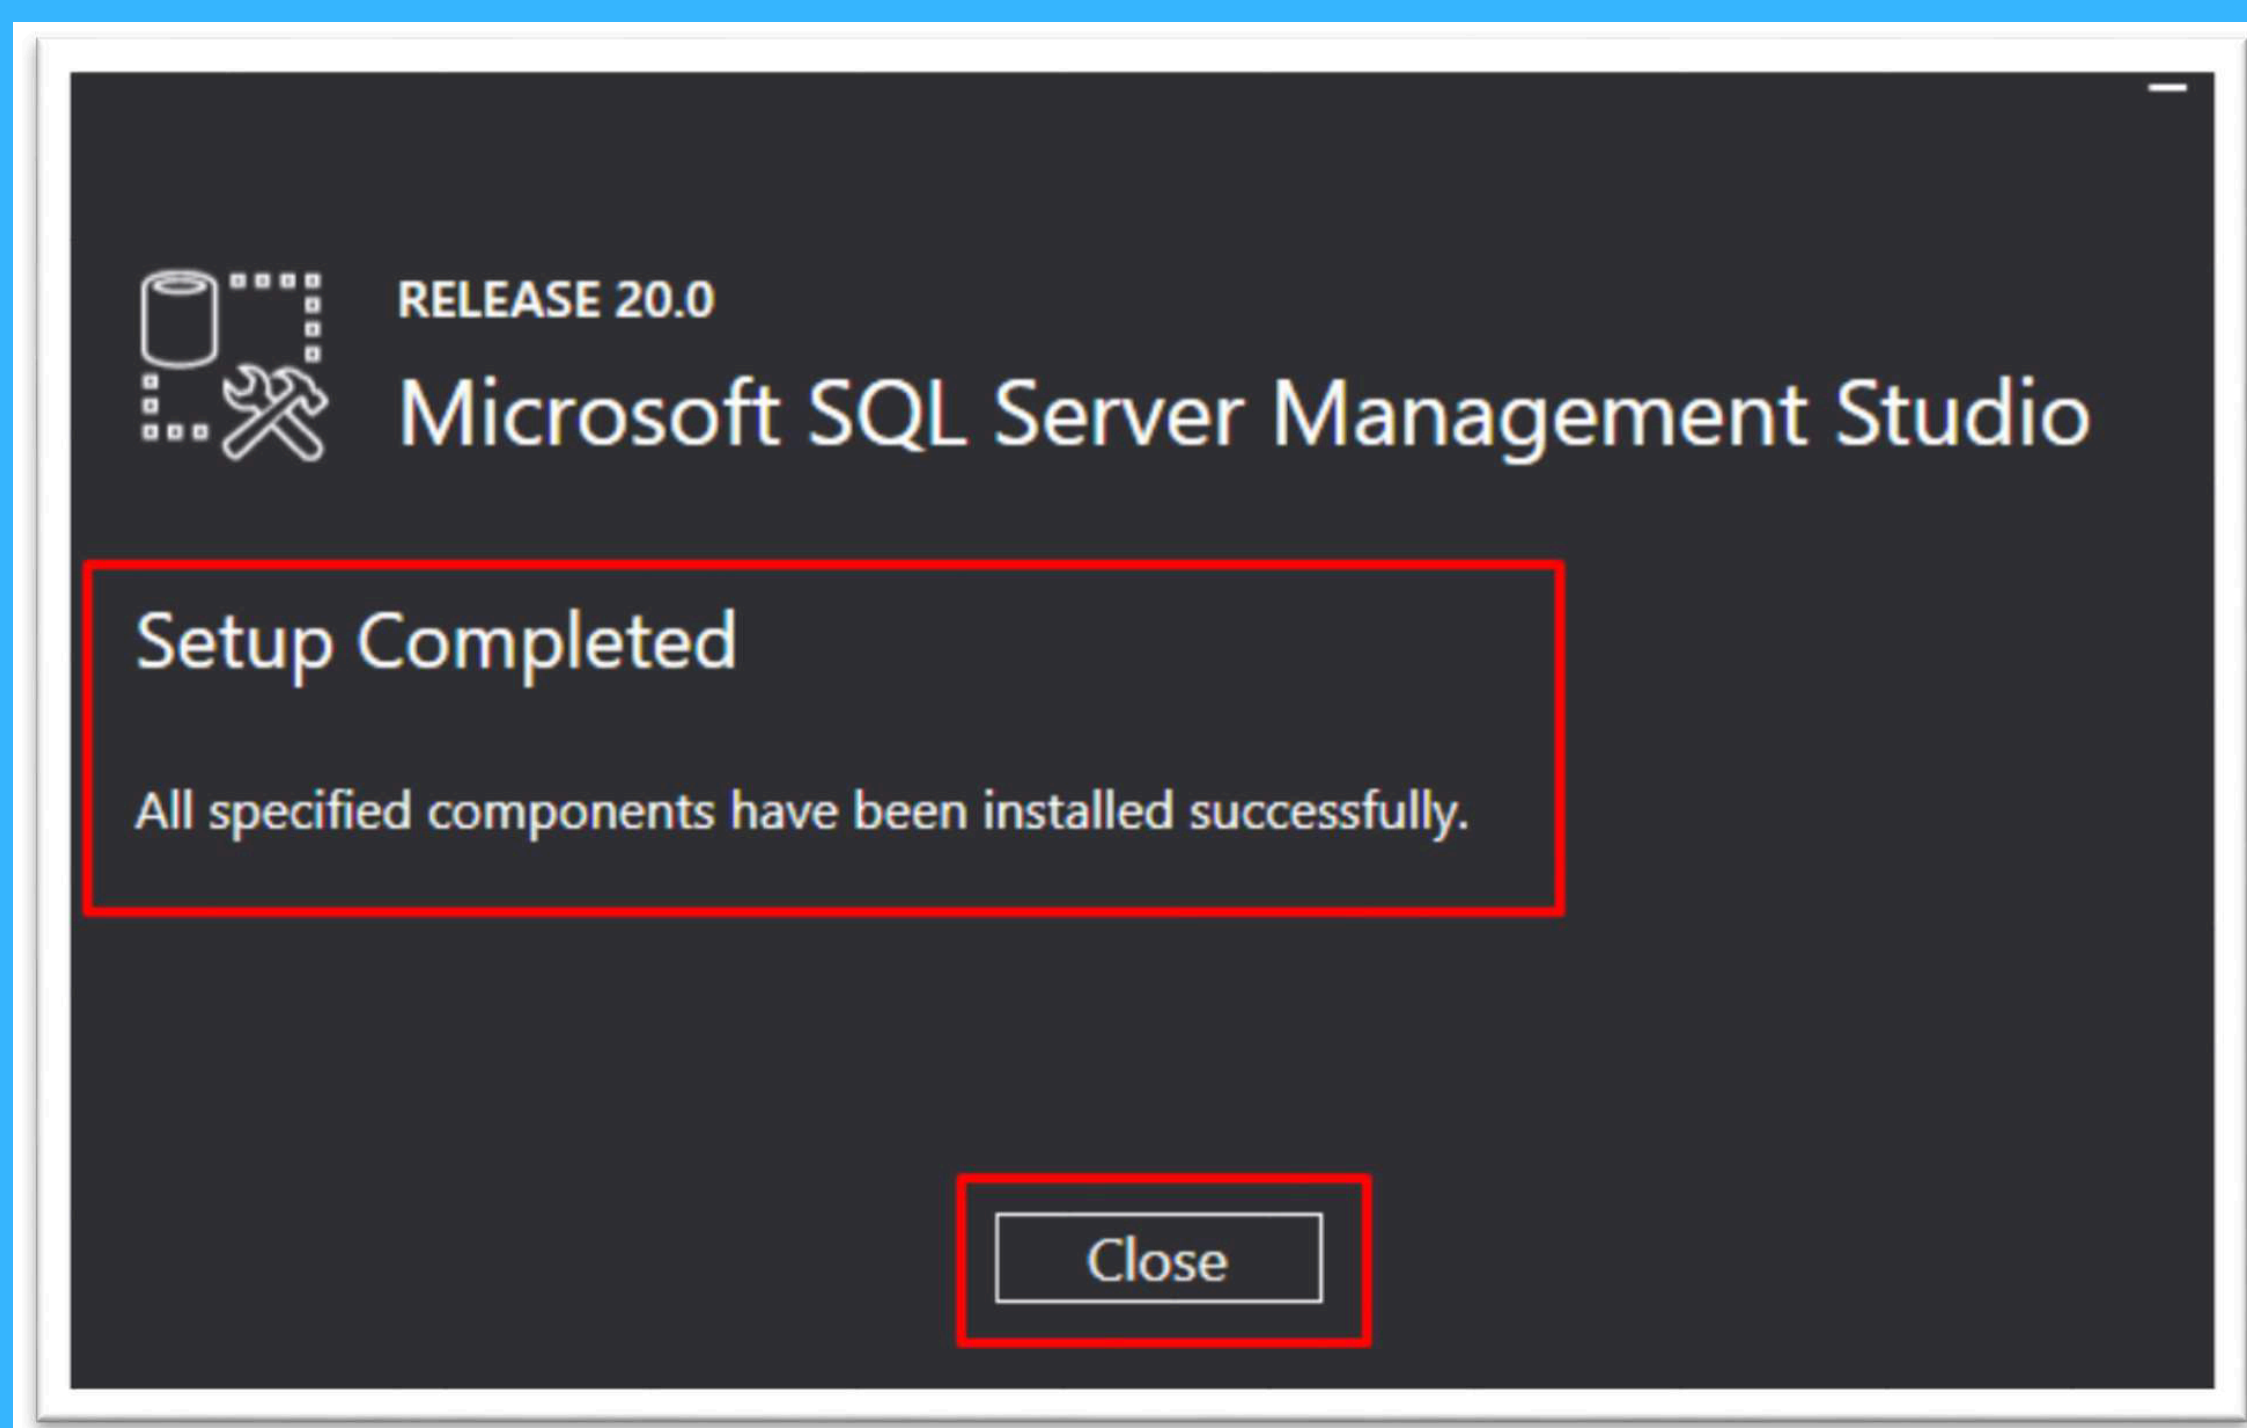 RELEASE 20.0
Microsoft SQL Server Management Studio
Setup Completed
All specified components have been installed successfully.
Close